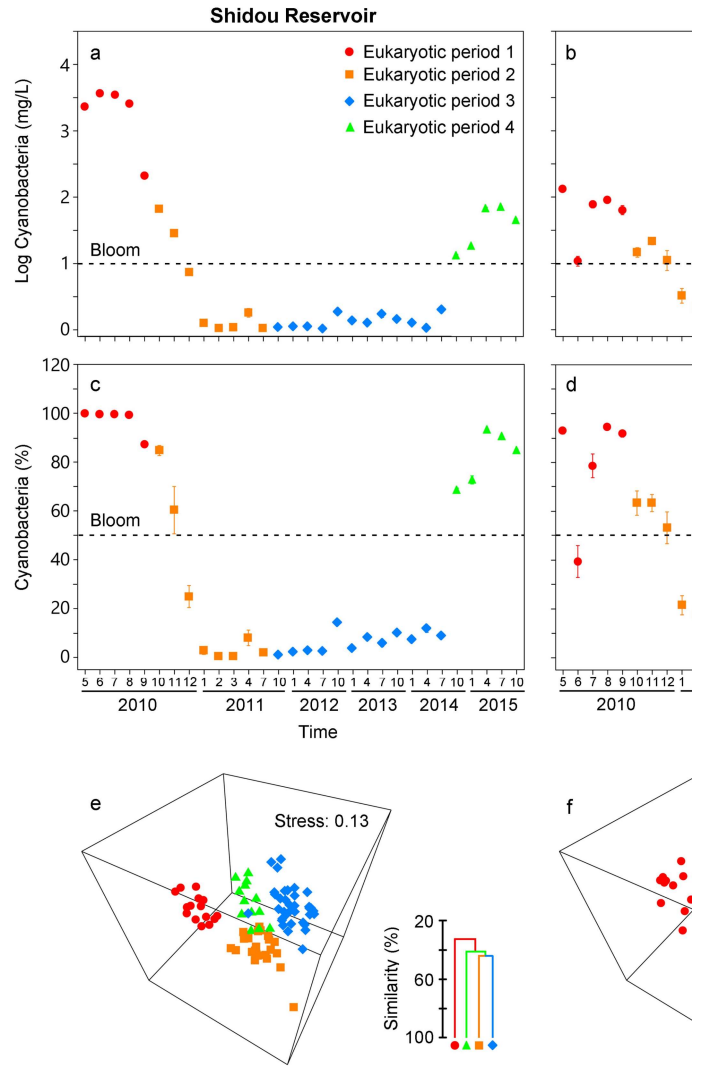 Shidou Reservoir
a
Eukaryotic period 1
Eukaryotic period 2
Eukaryotic period 3
Eukaryotic period 4
b
Log Cyanobacteria (mg/L)
4
3
2
1
0
Bloom
c
d
Cyanobacteria (%)
120
100
80
60
40
20
0
Bloom
5 6 7 8 9 10 11 12 1 2 3 4 7 10 1 4 7 10 1 4 7 10 1 4 7 10 1 4 7 10
5 6 7 8 9 10 11 12 1
2010 2011 2012 2013 2014 2015
2010
Time
e
Stress: 0.13
f
Similarity (%)
20
60
100